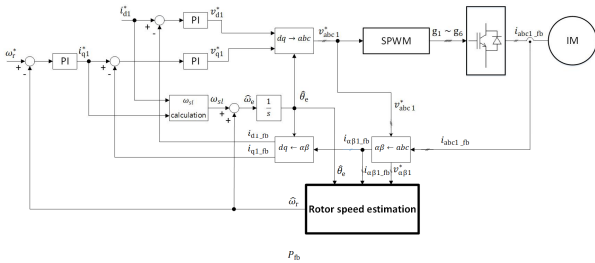 i*d1
v*d1
PI
ω*r
+
-
PI
i*q1
+
-
+
-
PI
v*q1
dq → abc
v*abc1
SPWM
g1 ~ g6
iabc1_fb
IM
ωsl
calculation
ωsl
+
+
ω̂e
1
s
θ̂e
v*abc1
id1_fb
iq1_fb
dq ← αβ
iαβ1_fb
αβ ← abc
iabc1_fb
θ̂e
iαβ1_fb
v*αβ1
ω̂r
Rotor speed estimation
Pfb